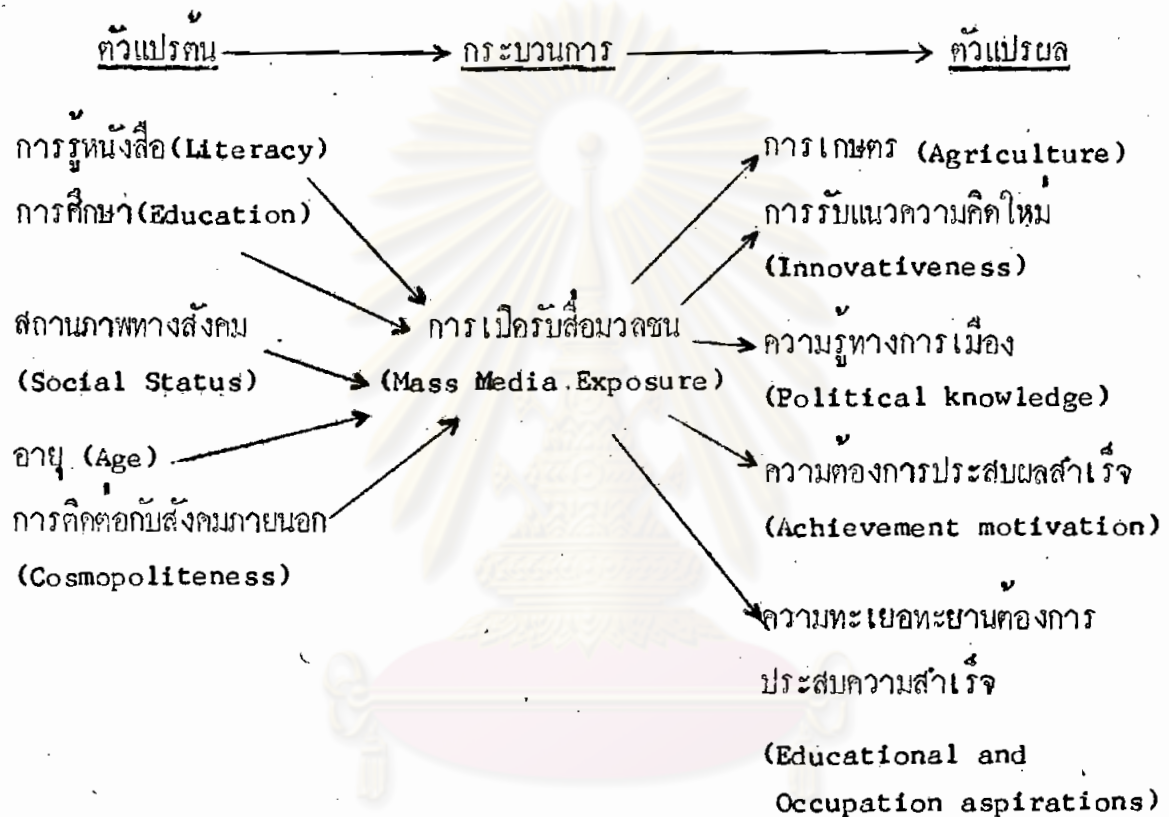 ตัวแปรต้น กระบวนการ ตัวแปรผล
การรู้หนังสือ(Literacy)
การศึกษา(Education)
สถานภาพทางสังคม
(Social Status)
อายุ (Age)
การติดต่อกับสังคมภายนอก
(Cosmopoliteness)
การเปิดรับสื่อมวลชน
(Mass Media Exposure)
การเกษตร (Agriculture)
การรับแนวความคิดใหม่
(Innovativeness)
ความรู้ทางการเมือง
(Political knowledge)
ความต้องการประสบผลสำเร็จ
(Achievement motivation)
ความทะเยอทะยานต้องการ
ประสบความสำเร็จ
(Educational and
Occupation aspirations)